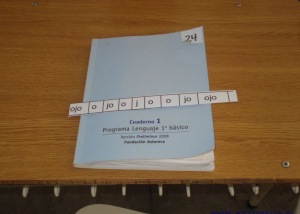 24
ojo o jo o j o o jo ojo
Cuaderno 1
Programa Lenguaje 1° básico
Versión Preliminar 2008
Fundación Astoreca